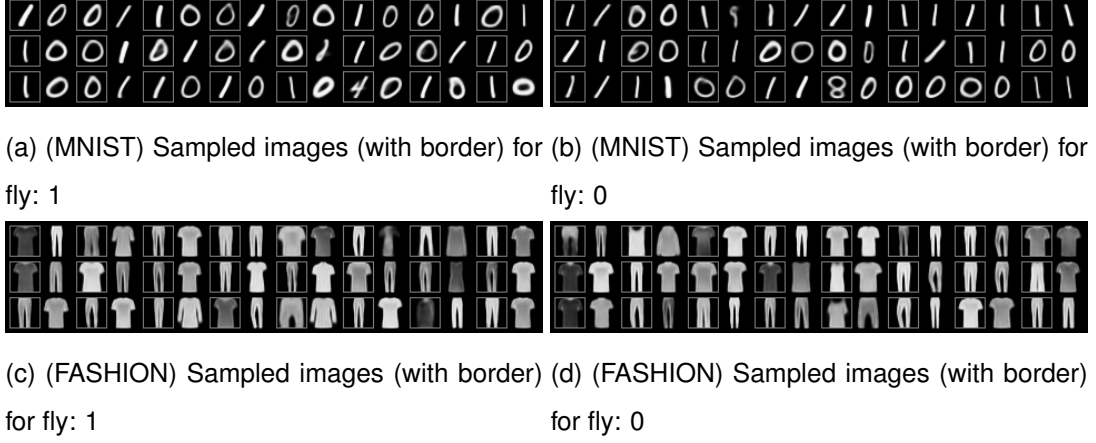 (a) (MNIST) Sampled images (with border) for
fly: 1
(b) (MNIST) Sampled images (with border) for
fly: 0
(c) (FASHION) Sampled images (with border)
for fly: 1
(d) (FASHION) Sampled images (with border)
for fly: 0